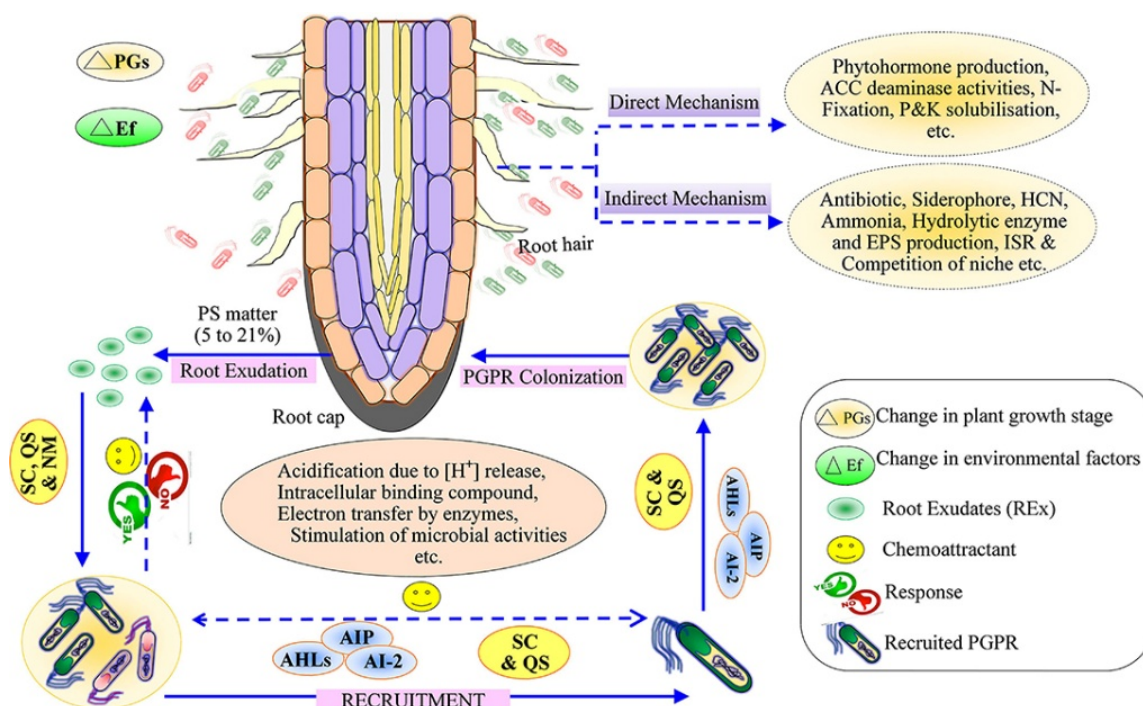 △ PGs
△ Ef
Direct Mechanism
Phytohormone production,
ACC deaminase activities, N-
Fixation, P&K solubilisation,
etc.
Indirect Mechanism
Antibiotic, Siderophore, HCN,
Ammonia, Hydrolytic enzyme
and EPS production, ISR &
Competition of niche etc.
Root hair
PS matter
(5 to 21%)
Root Exudation
PGPR Colonization
Root cap
SC, QS
& NM
YES
NO
Acidification due to [H⁺] release,
Intracellular binding compound,
Electron transfer by enzymes,
Stimulation of microbial activities
etc.
SC &
QS
AHLs
AIP
AI-2
AIP
AHLs
AI-2
SC
& QS
RECRUITMENT
△ PGs
Change in plant growth stage
△ Ef
Change in environmental factors
Root Exudates (REx)
Chemoattractant
YES
NO
Response
Recruited PGPR